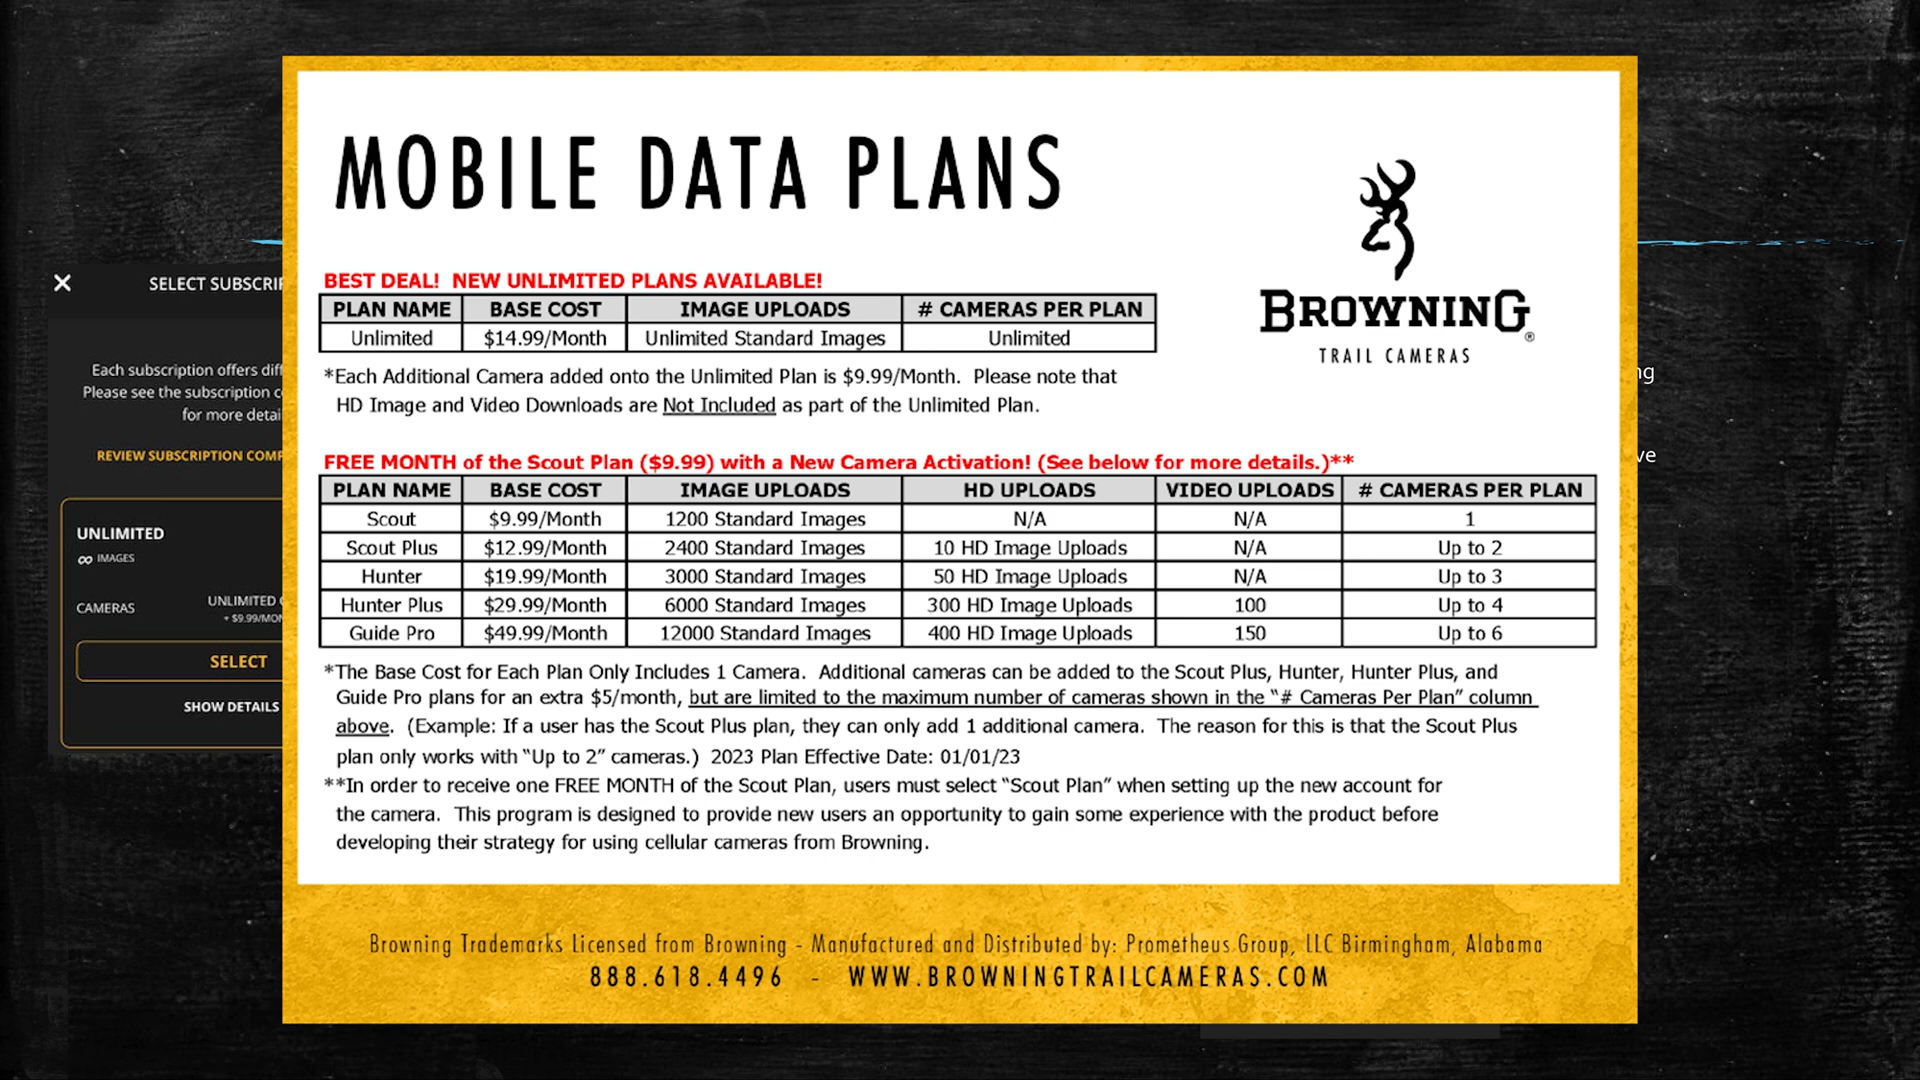 MOBILE DATA PLANS
BROWNING®
TRAIL CAMERAS
BEST DEAL! NEW UNLIMITED PLANS AVAILABLE!
PLAN NAME BASE COST IMAGE UPLOADS # CAMERAS PER PLAN
Unlimited $14.99/Month Unlimited Standard Images Unlimited
*Each Additional Camera added onto the Unlimited Plan is $9.99/Month. Please note that
HD Image and Video Downloads are Not Included as part of the Unlimited Plan.
FREE MONTH of the Scout Plan ($9.99) with a New Camera Activation! (See below for more details.)**
PLAN NAME BASE COST IMAGE UPLOADS HD UPLOADS VIDEO UPLOADS # CAMERAS PER PLAN
Scout $9.99/Month 1200 Standard Images N/A N/A 1
Scout Plus $12.99/Month 2400 Standard Images 10 HD Image Uploads N/A Up to 2
Hunter $19.99/Month 3000 Standard Images 50 HD Image Uploads N/A Up to 3
Hunter Plus $29.99/Month 6000 Standard Images 300 HD Image Uploads 100 Up to 4
Guide Pro $49.99/Month 12000 Standard Images 400 HD Image Uploads 150 Up to 6
*The Base Cost for Each Plan Only Includes 1 Camera. Additional cameras can be added to the Scout Plus, Hunter, Hunter Plus, and
Guide Pro plans for an extra $5/month, but are limited to the maximum number of cameras shown in the "# Cameras Per Plan" column
above. (Example: If a user has the Scout Plus plan, they can only add 1 additional camera. The reason for this is that the Scout Plus
plan only works with "Up to 2" cameras.) 2023 Plan Effective Date: 01/01/23
**In order to receive one FREE MONTH of the Scout Plan, users must select "Scout Plan" when setting up the new account for
the camera. This program is designed to provide new users an opportunity to gain some experience with the product before
developing their strategy for using cellular cameras from Browning.
Browning Trademarks Licensed from Browning - Manufactured and Distributed by: Prometheus Group, LLC Birmingham, Alabama
888.618.4496 - WWW.BROWNINGTRAILCAMERAS.COM
SELECT
Each subscription offers
Please see the subscription
for more
REVIEW SUBSCRIPTION
UNLIMITED
∞ IMAGES
CAMERAS UNLIMITED
+ $9.99/
SELECT
SHOW DETAILS